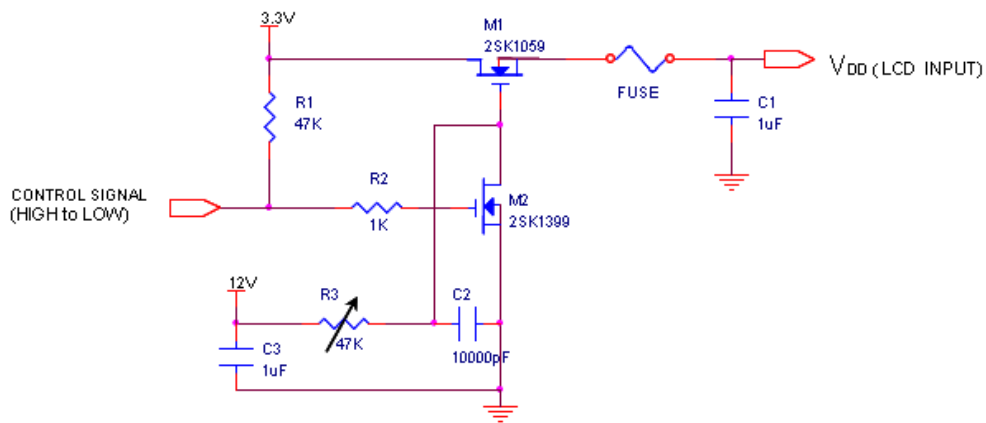 3.3V
M1
2SK1059
FUSE
VDD (LCD INPUT)
R1
47K
C1
1uF
CONTROL SIGNAL
(HIGH to LOW)
R2
1K
M2
2SK1399
12V
R3
47K
C2
10000pF
C3
1uF